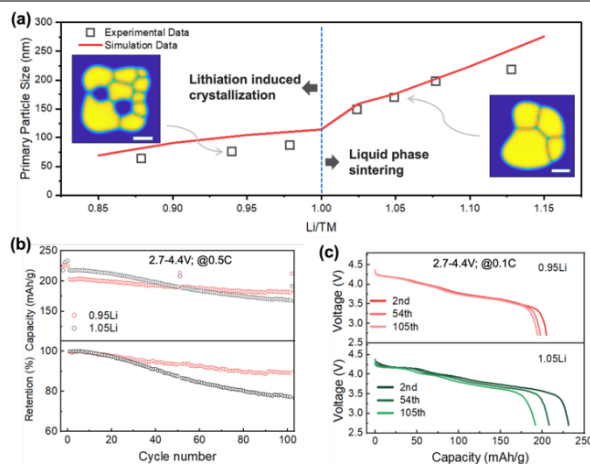 (a)
300
250
200
150
100
50
0
Primary Particle Size (nm)
Experimental Data
Simulation Data
Lithiation induced
crystallization
Liquid phase
sintering
0.85
0.90
0.95
1.00
1.05
1.10
1.15
Li/TM
(b)
2.7-4.4V; @0.5C
Capacity (mAh/g)
250
200
150
0.95Li
1.05Li
Retention (%)
100
80
60
0
20
40
60
80
100
Cycle number
(c)
2.7-4.4V; @0.1C
0.95Li
Voltage (V)
4.5
4.0
3.5
3.0
2nd
54th
105th
1.05Li
Voltage (V)
4.5
4.0
3.5
3.0
2.5
2nd
54th
105th
0
40
80
120
160
200
240
Capacity (mAh/g)